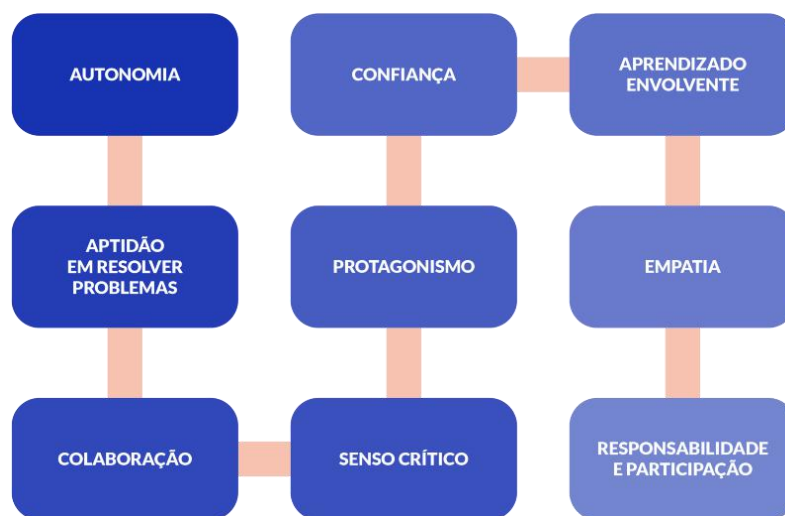 AUTONOMIA
APTIDÃO
EM RESOLVER
PROBLEMAS
COLABORAÇÃO
SENSO CRÍTICO
PROTAGONISMO
CONFIANÇA
APRENDIZADO
ENVOLVENTE
EMPATIA
RESPONSABILIDADE
E PARTICIPAÇÃO